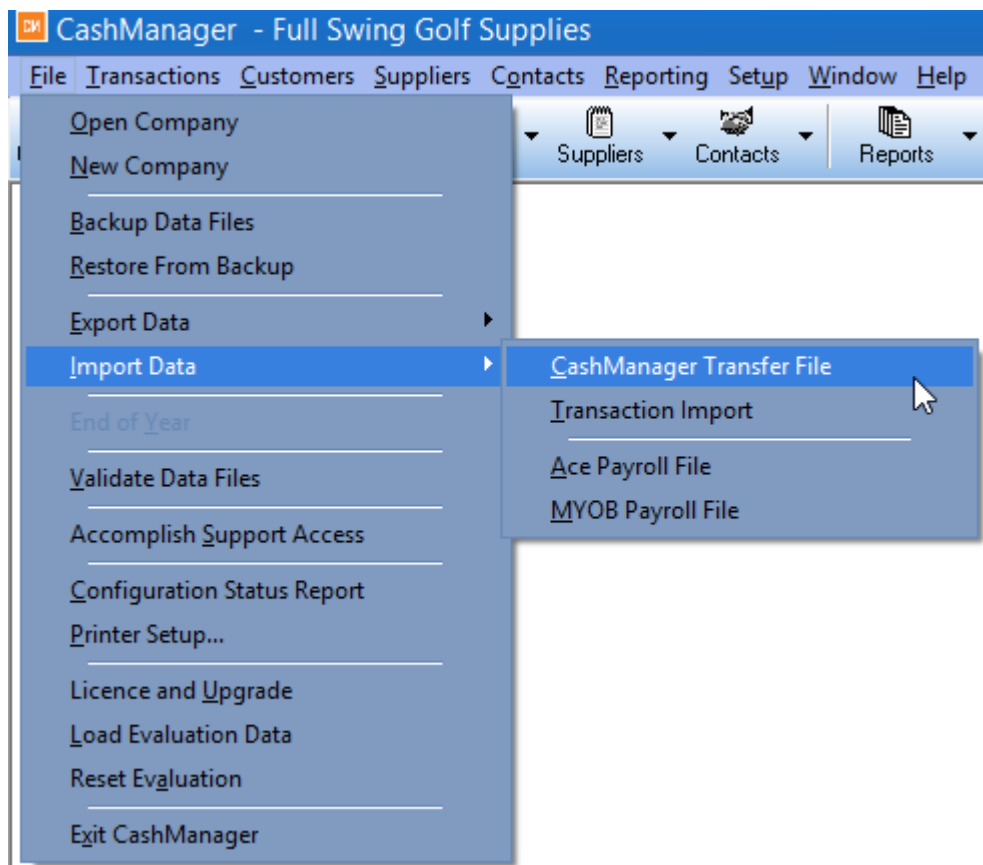 CM CashManager - Full Swing Golf Supplies
File Transactions Customers Suppliers Contacts Reporting Setup Window Help
Suppliers Contacts Reports
Open Company
New Company
Backup Data Files
Restore From Backup
Export Data
Import Data
CashManager Transfer File
Transaction Import
Ace Payroll File
MYOB Payroll File
End of Year
Validate Data Files
Accomplish Support Access
Configuration Status Report
Printer Setup...
Licence and Upgrade
Load Evaluation Data
Reset Evaluation
Exit CashManager